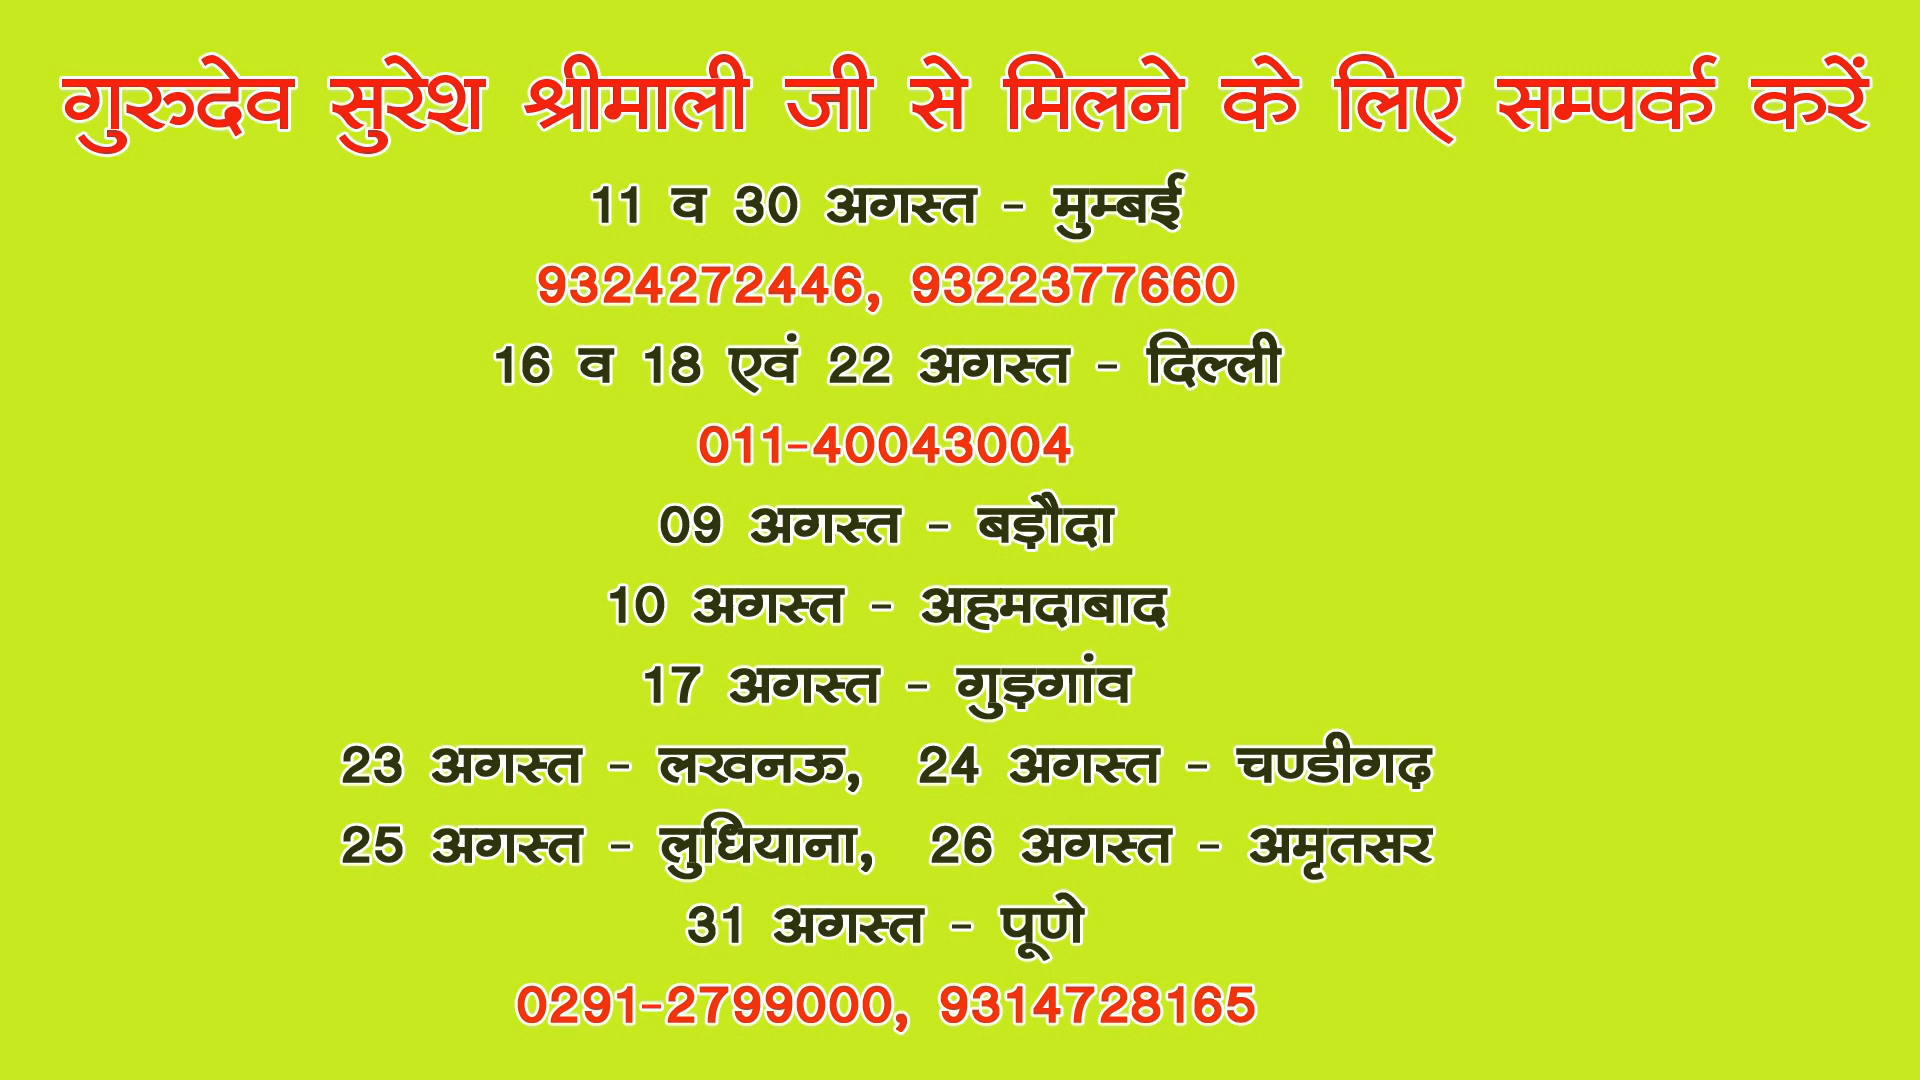 गुरुदेव सुरेश श्रीमाली जी से मिलने के लिए सम्पर्क करें
11 व 30 अगस्त - मुम्बई
9324272446, 9322377660
16 व 18 एवं 22 अगस्त - दिल्ली
011-40043004
09 अगस्त - बड़ौदा
10 अगस्त - अहमदाबाद
17 अगस्त - गुड़गांव
23 अगस्त - लखनऊ, 24 अगस्त - चण्डीगढ़
25 अगस्त - लुधियाना, 26 अगस्त - अमृतसर
31 अगस्त - पूणे
0291-2799000, 9314728165